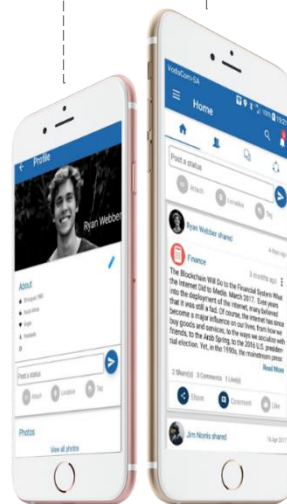 Profile
Ryan Webber
About
South Africa
Single
Post a status
Attach
Location
Tag
Photos
View all photos
VodaCom-SA
Home
Post a status
Attach
Location
Tag
Ryan Webber shared
Finance
3 months ago
The Blockchain Will Go to the Financial System What
the Internet Did to Media. March 2017. Even years
into the deployment of the internet, many believed
that it was still a fad. Of course, the internet has since
become a major influence on our lives, from how we
buy goods and services, to the ways we socialize with
friends, to the Arab Spring, to the 2016 U.S. presiden-
tial election. Yet, in the 1990s, the mainstream press
Read More
2 Share(s) 3 Comments 1 Like(s)
Share
Comment
Like
Jim Norris shared